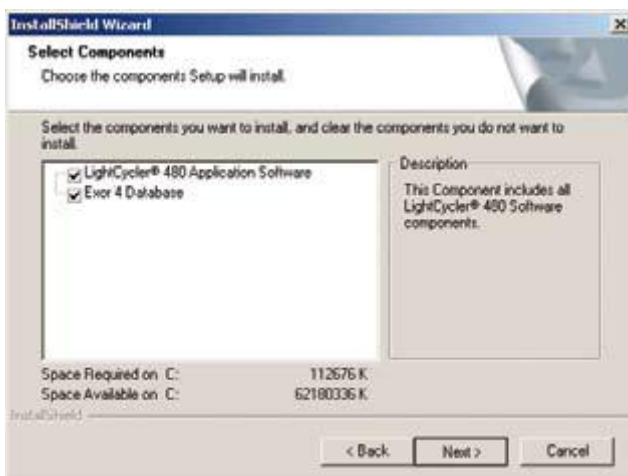 InstallShield Wizard
Select Components
Choose the components Setup will install.
Select the components you want to install, and clear the components you do not want to
install.
LightCycler® 480 Application Software
Exor 4 Database
Description
This Component includes all
LightCycler® 480 Software
components.
Space Required on C: 112676 K
Space Available on C: 62180336 K
InstallShield
< Back
Next >
Cancel